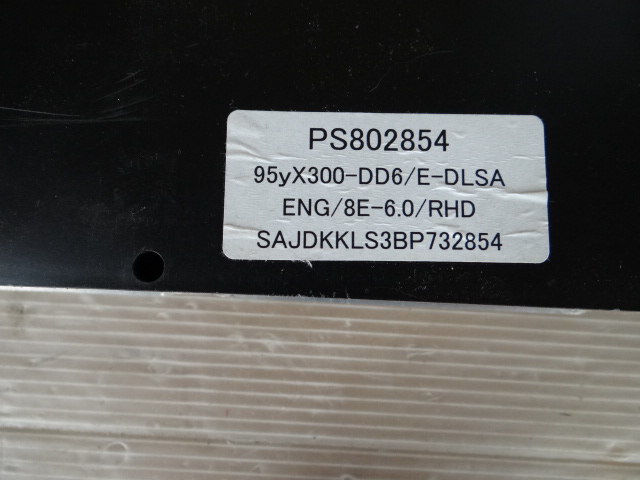 PS802854
95yX300-DD6/E-DLSA
ENG/8E-6.0/RHD
SAJDKKLS3BP732854